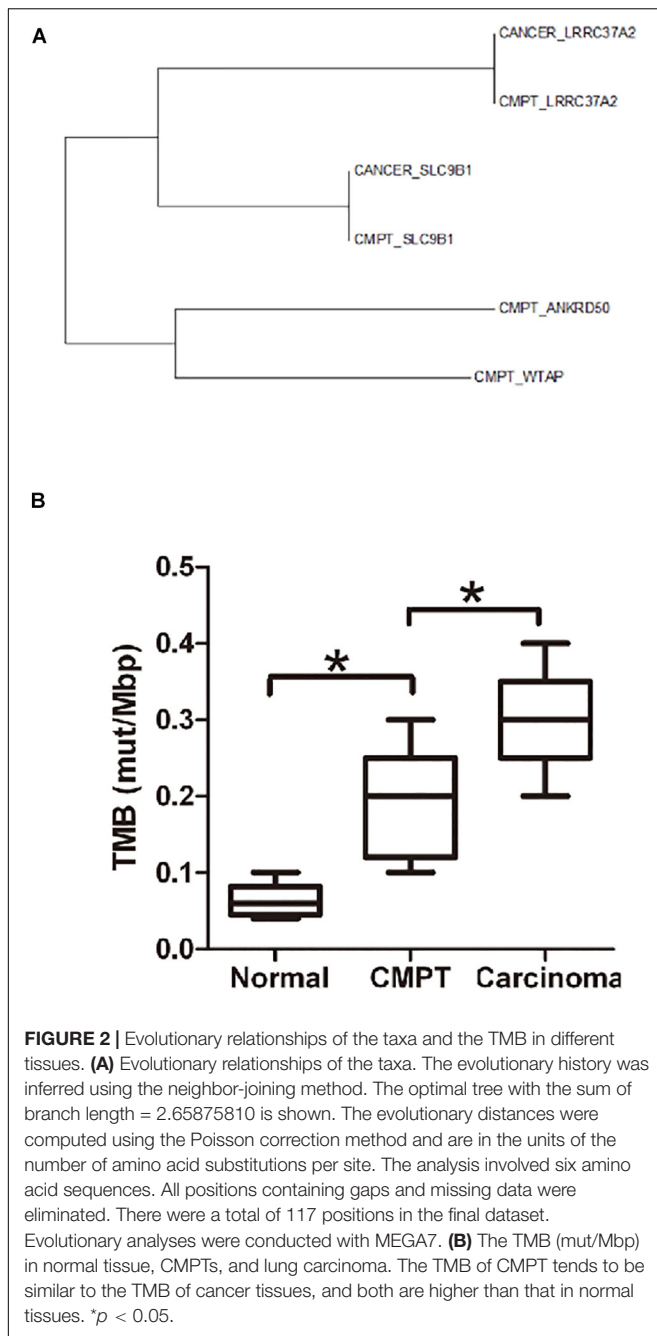 A
CANCER_LRRC37A2
CMPT_LRRC37A2
CANCER_SLC9B1
CMPT_SLC9B1
CMPT_ANKRD50
CMPT_WTAP
B
TMB (mut/Mbp)
0.5
0.4
0.3
0.2
0.1
0.0
*
*
Normal CMPT Carcinoma
FIGURE 2 | Evolutionary relationships of the taxa and the TMB in different
tissues. (A) Evolutionary relationships of the taxa. The evolutionary history was
inferred using the neighbor-joining method. The optimal tree with the sum of
branch length = 2.65875810 is shown. The evolutionary distances were
computed using the Poisson correction method and are in the units of the
number of amino acid substitutions per site. The analysis involved six amino
acid sequences. All positions containing gaps and missing data were
eliminated. There were a total of 117 positions in the final dataset.
Evolutionary analyses were conducted with MEGA7. (B) The TMB (mut/Mbp)
in normal tissue, CMPTs, and lung carcinoma. The TMB of CMPT tends to be
similar to the TMB of cancer tissues, and both are higher than that in normal
tissues. *p < 0.05.